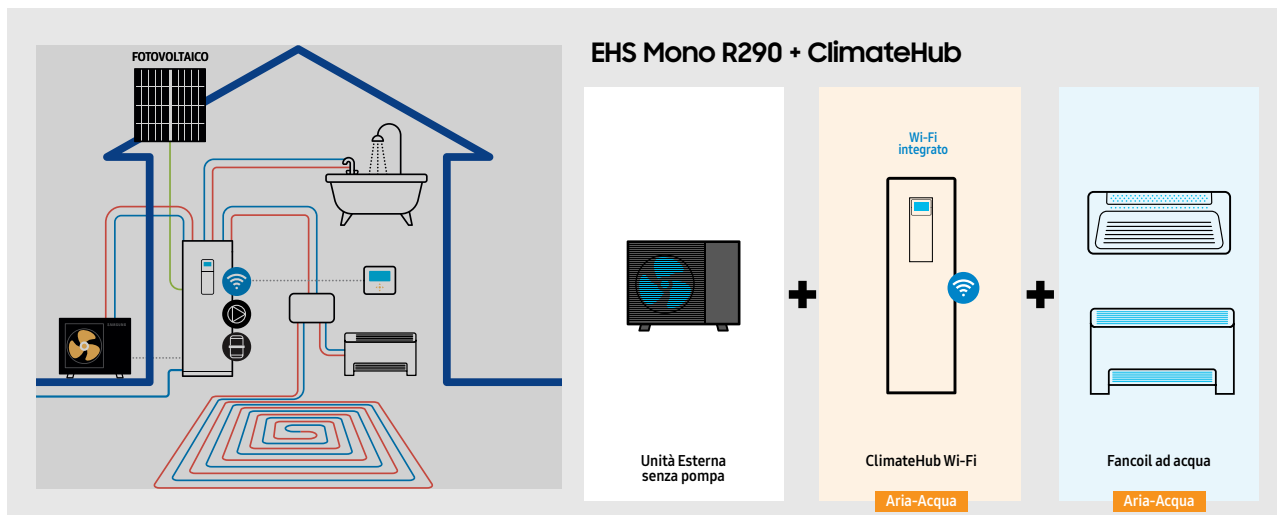 FOTOVOLTAICO
SAMSUNG
EHS Mono R290 + ClimateHub
Wi-Fi
integrato
Unità Esterna
senza pompa
ClimateHub Wi-Fi
Aria-Acqua
Fancoil ad acqua
Aria-Acqua